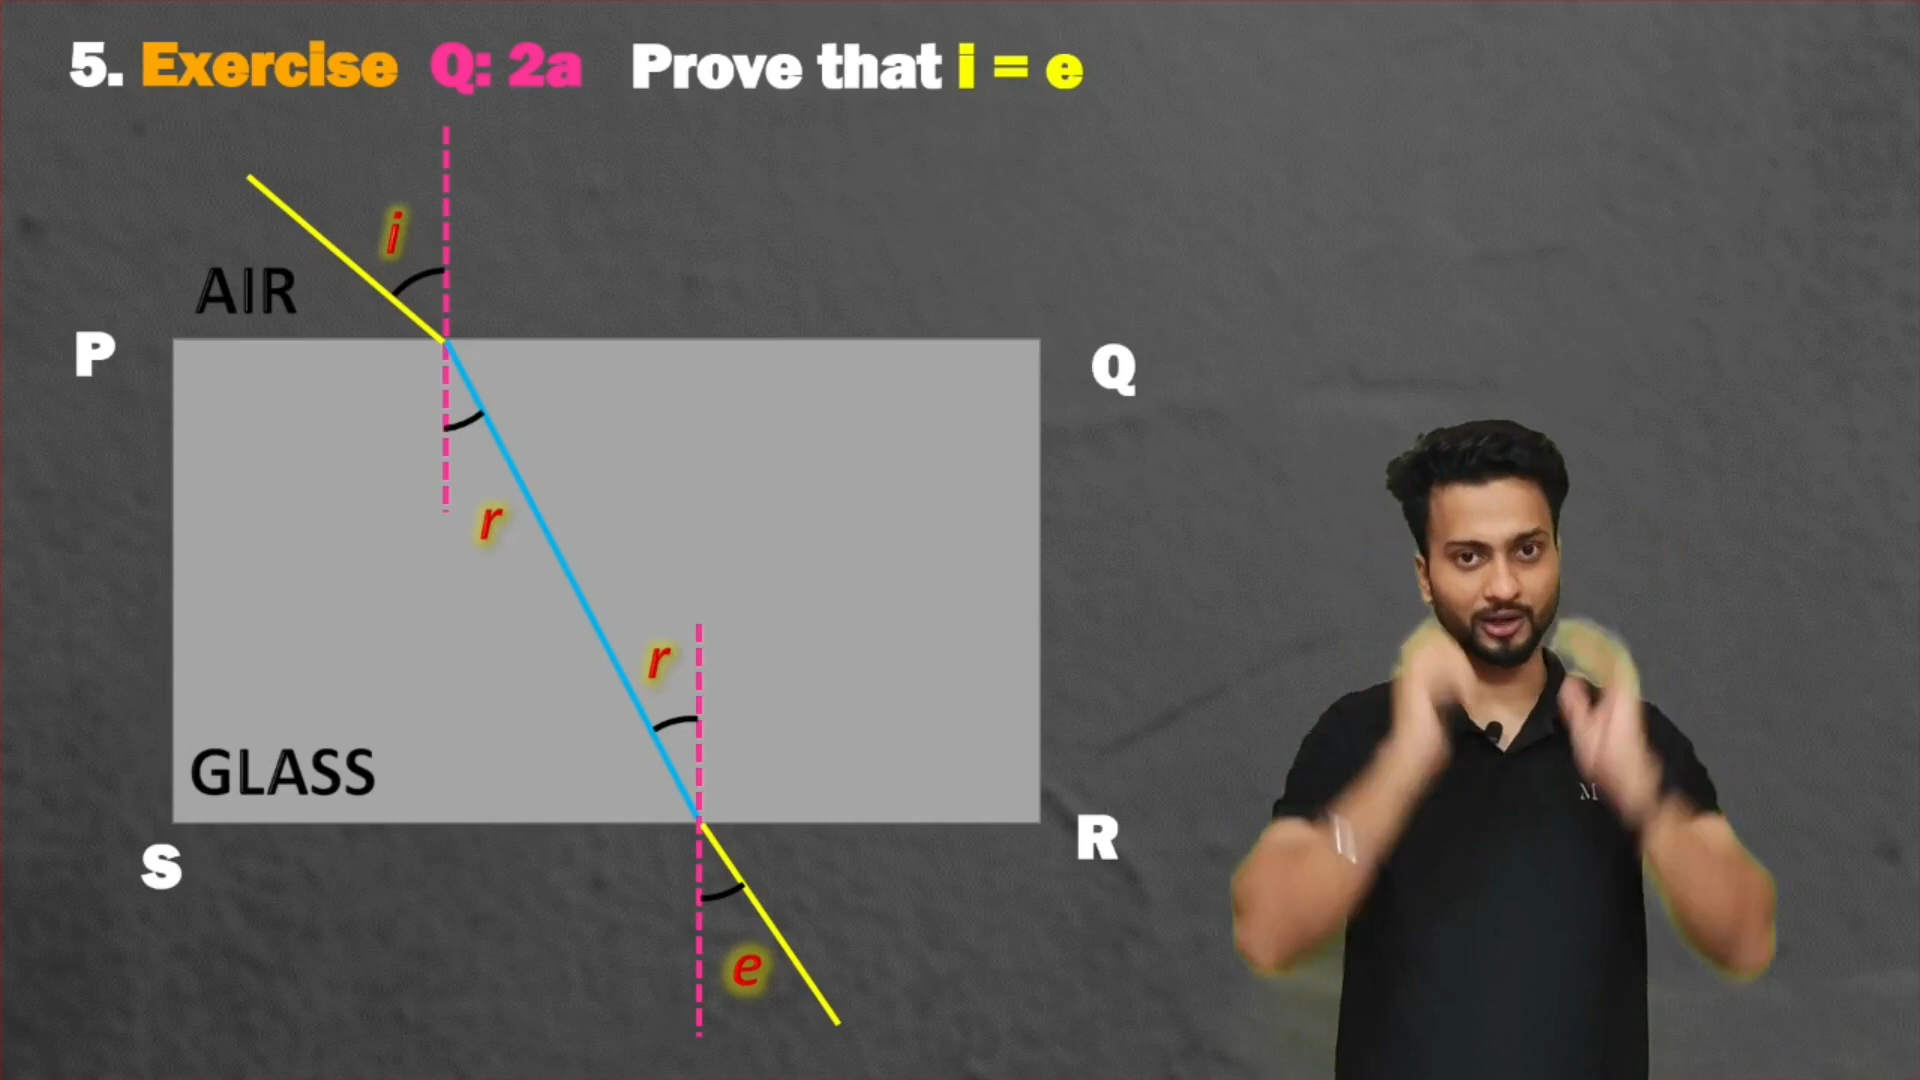 5. Exercise Q: 2a Prove that i = e
i
AIR
P
Q
r
r
GLASS
S
R
e
M